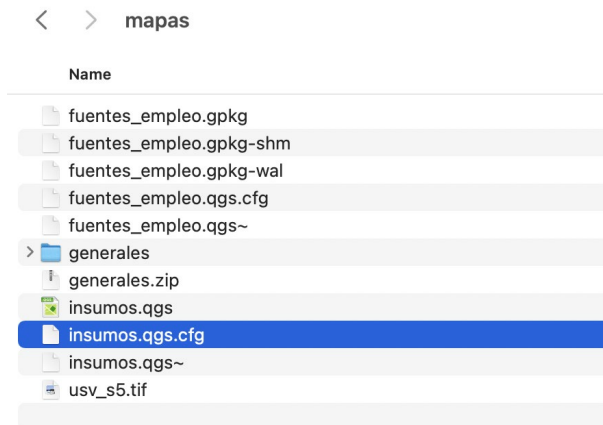 mapas
Name
fuentes_empleo.gpkg
fuentes_empleo.gpkg-shm
fuentes_empleo.gpkg-wal
fuentes_empleo.qgs.cfg
fuentes_empleo.qgs~
generales
generales.zip
insumos.qgs
insumos.qgs.cfg
insumos.qgs~
usv_s5.tif